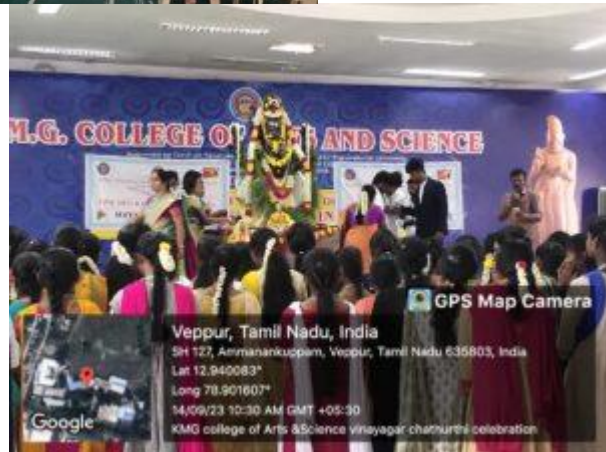 M.G. COLLEGE OF ARTS AND SCIENCE
GPS Map Camera
Veppur, Tamil Nadu, India
SH 127, Ammanankuppam, Veppur, Tamil Nadu 635803, India
Lat 12.940083°
Long 78.901607°
14/09/23 10:30 AM GMT +05:30
KMG college of Arts &Science vinayagar chathurthi celebration
Google